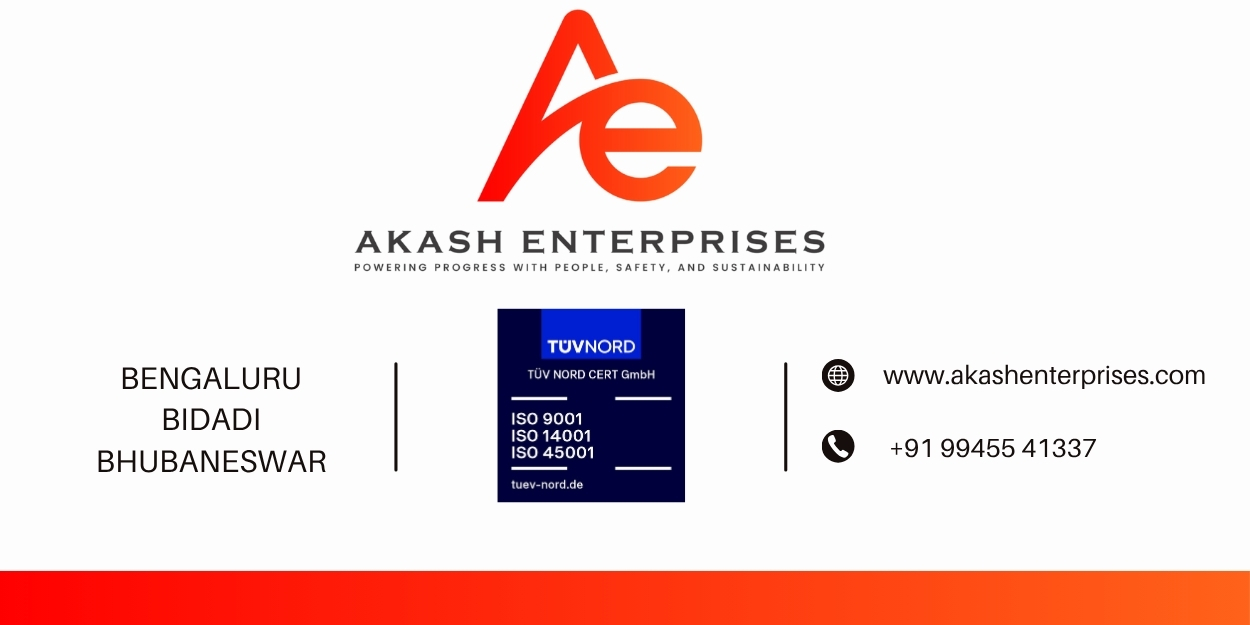 Ae
AKASH ENTERPRISES
POWERING PROGRESS WITH PEOPLE, SAFETY, AND SUSTAINABILITY
BENGALURU
BIDADI
BHUBANESWAR
TÜVNORD
TÜV NORD CERT GmbH
ISO 9001
ISO 14001
ISO 45001
tuev-nord.de
www.akashenterprises.com
+91 99455 41337